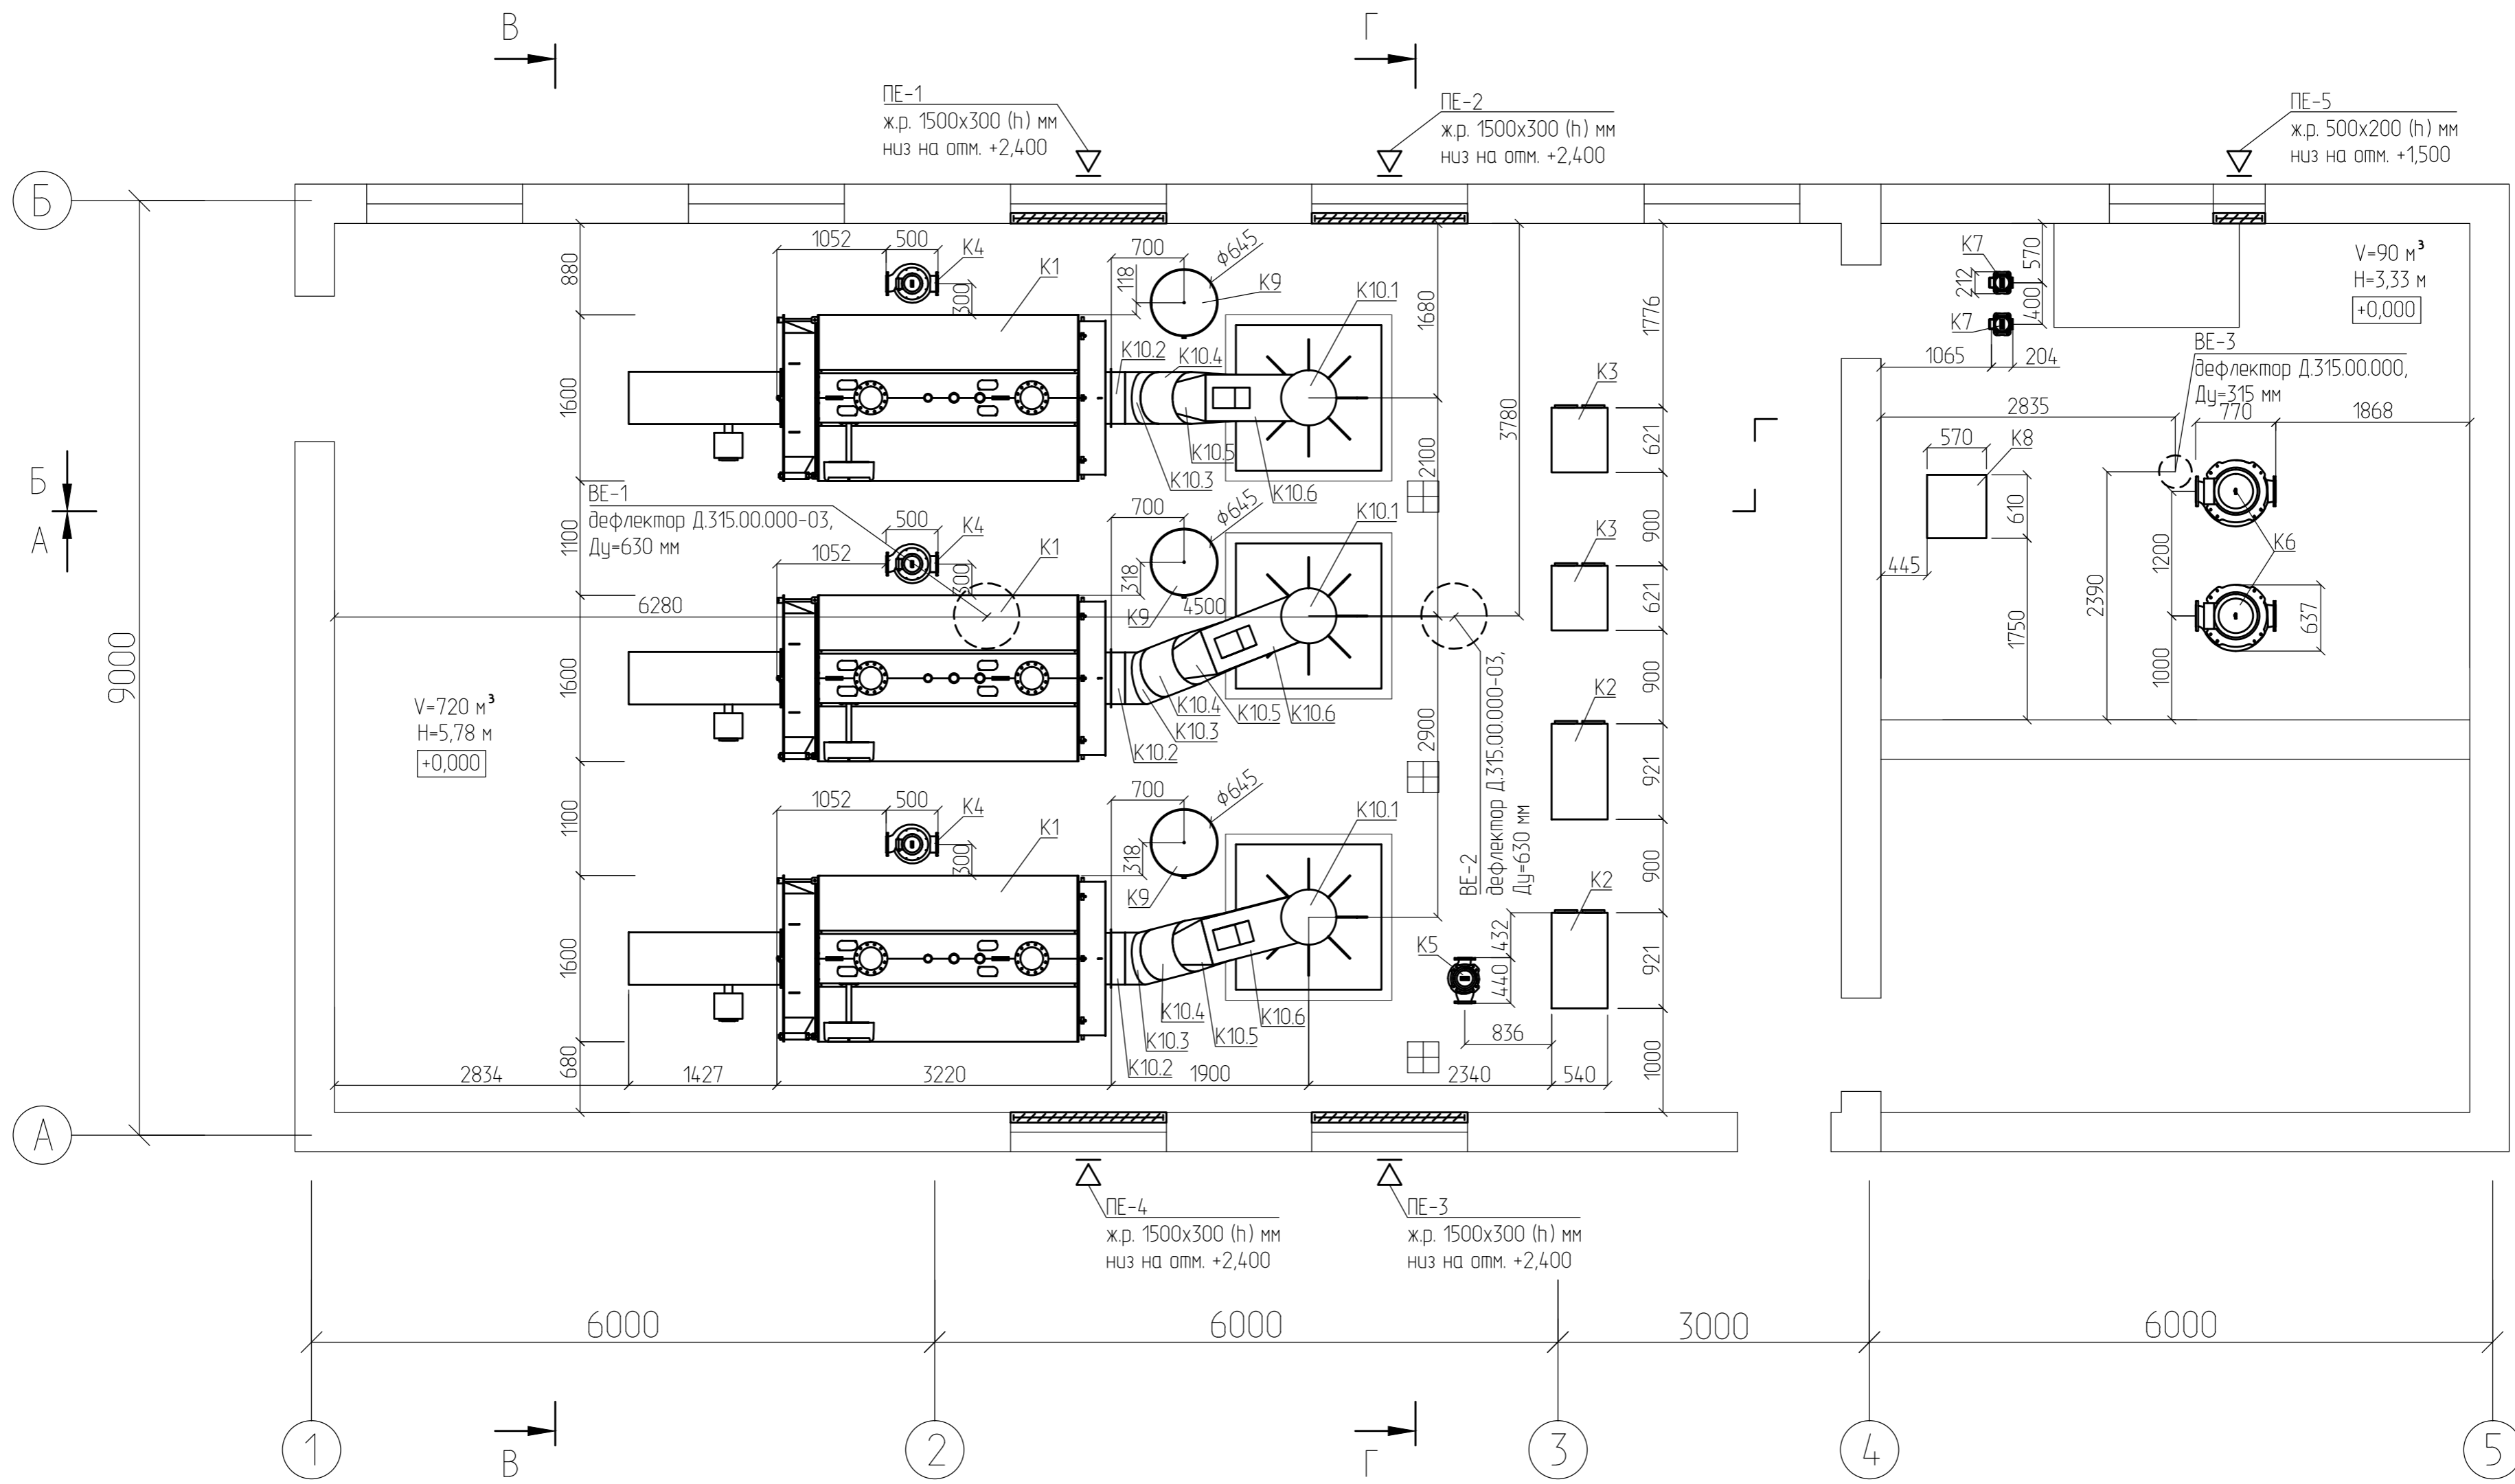 В
Г
ПЕ-1
ж.р. 1500х300 (h) мм
низ на отм. +2,400
ПЕ-2
ж.р. 1500х300 (h) мм
низ на отм. +2,400
ПЕ-5
ж.р. 500х200 (h) мм
низ на отм. +1,500
Б
1052
500
К4
700
ϕ645
880
118
300
К1
К9
К10.1
1680
1776
К7
212
570
400
К7
1065
204
V=90 м³
H=3,33 м
+0,000
ВЕ-3
дефлектор Д.315.00.000,
Ду=315 мм
770
1868
2835
К10.2
К10.4
1600
К3
3780
621
2100
К10.5
К10.3
К10.6
570
К8
610
Б
А
ВЕ-1
дефлектор Д.315.00.000-03,
Ду=630 мм
1100
500
К4
1052
300
К1
700
ϕ645
318
К9
К10.1
900
К3
621
445
1750
2390
1200
1000
К6
637
6280
4500
9000
1600
V=720 м³
H=5,78 м
+0,000
К10.4
К10.5
К10.6
К10.3
К10.2
2900
ВЕ-2
дефлектор Д.315.00.000-03,
Ду=630 мм
900
К2
921
1100
1052
500
К4
300
К1
700
ϕ645
318
К9
К10.1
900
К2
921
К5
432
440
836
1600
К10.4
К10.6
К10.5
К10.3
К10.2
680
1000
2834
1427
3220
1900
2340
540
А
ПЕ-4
ж.р. 1500х300 (h) мм
низ на отм. +2,400
ПЕ-3
ж.р. 1500х300 (h) мм
низ на отм. +2,400
6000
6000
3000
6000
1
В
2
Г
3
4
5